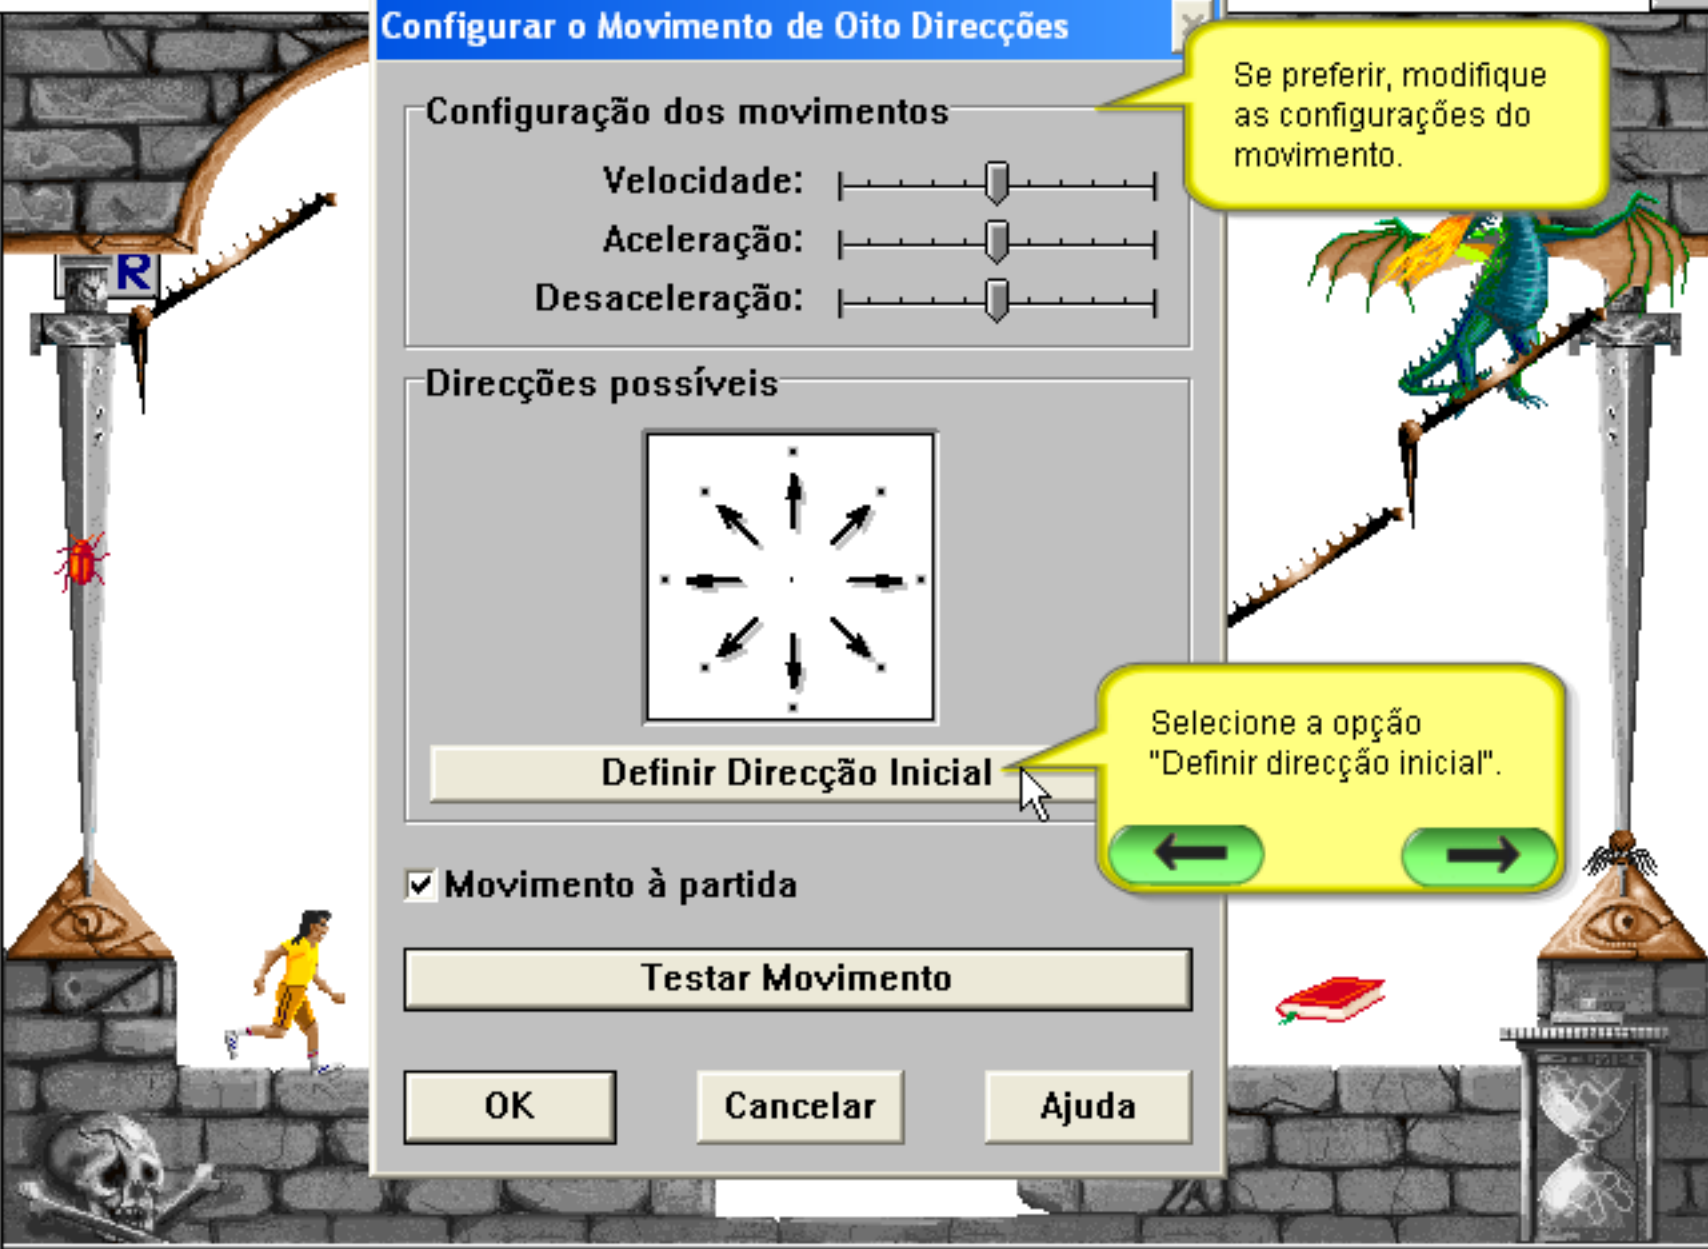 Configurar o Movimento de Oito Direcções
Se preferir, modifique
as configurações do
movimento.
Configuração dos movimentos
Velocidade:
Aceleração:
Desaceleração:
R
Direcções possíveis
Definir Direcção Inicial
Selecione a opção
"Definir direcção inicial".
Movimento à partida
Testar Movimento
OK
Cancelar
Ajuda